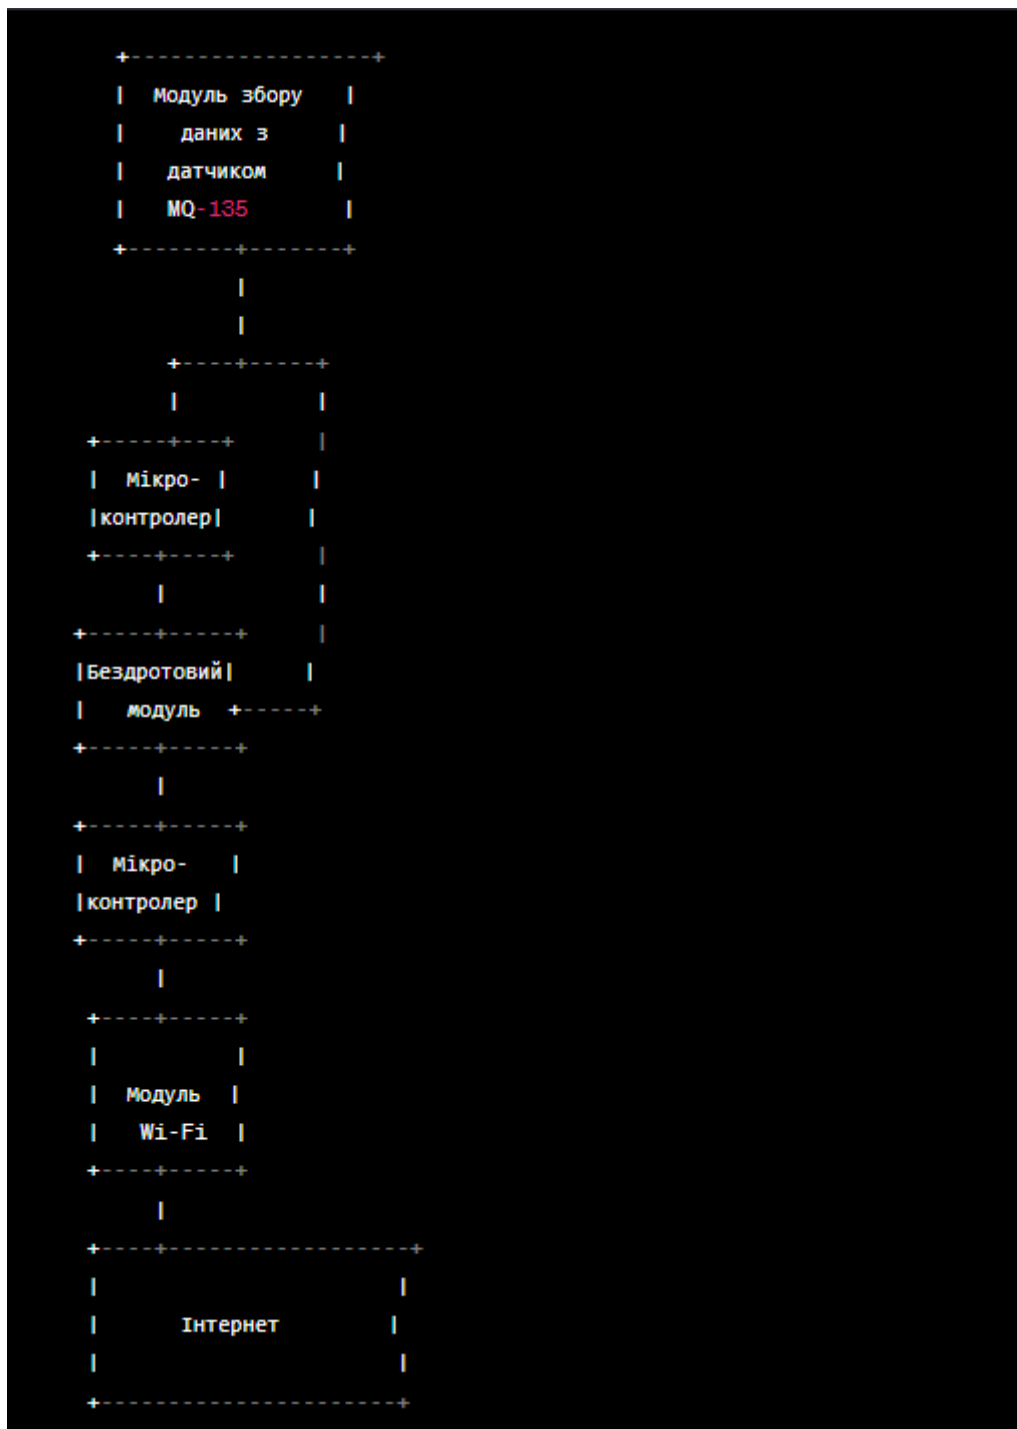 Модуль збору
даних з
датчиком
MQ-135
Мікро-
контролер
Бездротовий
модуль
Мікро-
контролер
Модуль
Wi-Fi
Інтернет